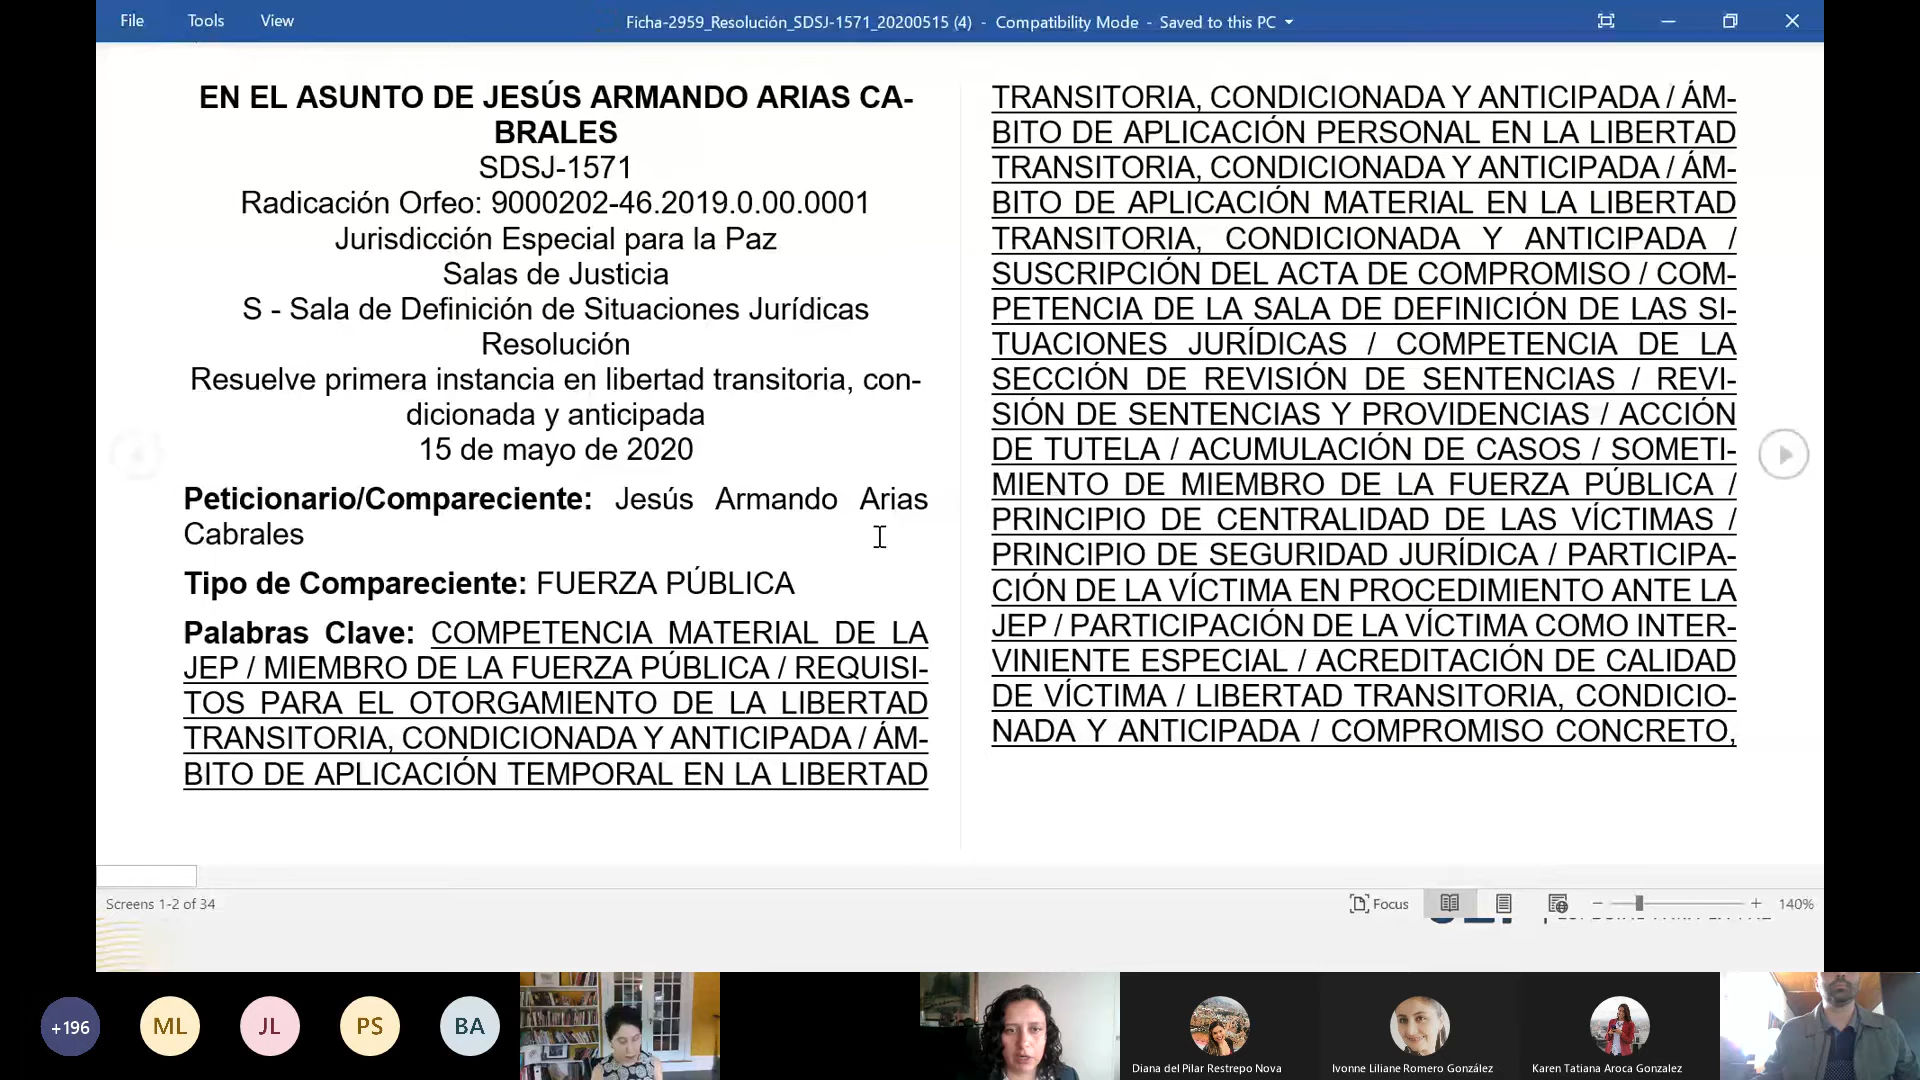 File Tools View
Ficha-2959_Resolución_SDSJ-1571_20200515 (4) - Compatibility Mode - Saved to this PC
EN EL ASUNTO DE JESÚS ARMANDO ARIAS CA-
BRALES
SDSJ-1571
Radicación Orfeo: 9000202-46.2019.0.00.0001
Jurisdicción Especial para la Paz
Salas de Justicia
S - Sala de Definición de Situaciones Jurídicas
Resolución
Resuelve primera instancia en libertad transitoria, con-
dicionada y anticipada
15 de mayo de 2020
Peticionario/Compareciente: Jesús Armando Arias
Cabrales
Tipo de Compareciente: FUERZA PÚBLICA
Palabras Clave: COMPETENCIA MATERIAL DE LA
JEP / MIEMBRO DE LA FUERZA PÚBLICA / REQUISI-
TOS PARA EL OTORGAMIENTO DE LA LIBERTAD
TRANSITORIA, CONDICIONADA Y ANTICIPADA / ÁM-
BITO DE APLICACIÓN TEMPORAL EN LA LIBERTAD
TRANSITORIA, CONDICIONADA Y ANTICIPADA / ÁM-
BITO DE APLICACIÓN PERSONAL EN LA LIBERTAD
TRANSITORIA, CONDICIONADA Y ANTICIPADA / ÁM-
BITO DE APLICACIÓN MATERIAL EN LA LIBERTAD
TRANSITORIA, CONDICIONADA Y ANTICIPADA /
SUSCRIPCIÓN DEL ACTA DE COMPROMISO / COM-
PETENCIA DE LA SALA DE DEFINICIÓN DE LAS SI-
TUACIONES JURÍDICAS / COMPETENCIA DE LA
SECCIÓN DE REVISIÓN DE SENTENCIAS / REVI-
SIÓN DE SENTENCIAS Y PROVIDENCIAS / ACCIÓN
DE TUTELA / ACUMULACIÓN DE CASOS / SOMETI-
MIENTO DE MIEMBRO DE LA FUERZA PÚBLICA /
PRINCIPIO DE CENTRALIDAD DE LAS VÍCTIMAS /
PRINCIPIO DE SEGURIDAD JURÍDICA / PARTICIPA-
CIÓN DE LA VÍCTIMA EN PROCEDIMIENTO ANTE LA
JEP / PARTICIPACIÓN DE LA VÍCTIMA COMO INTER-
VINIENTE ESPECIAL / ACREDITACIÓN DE CALIDAD
DE VÍCTIMA / LIBERTAD TRANSITORIA, CONDICIO-
NADA Y ANTICIPADA / COMPROMISO CONCRETO,
Screens 1-2 of 34
Focus
140%
+196
ML
JL
PS
BA
Diana del Pilar Restrepo Nova
Ivonne Liliane Romero González
Karen Tatiana Aroca Gonzalez